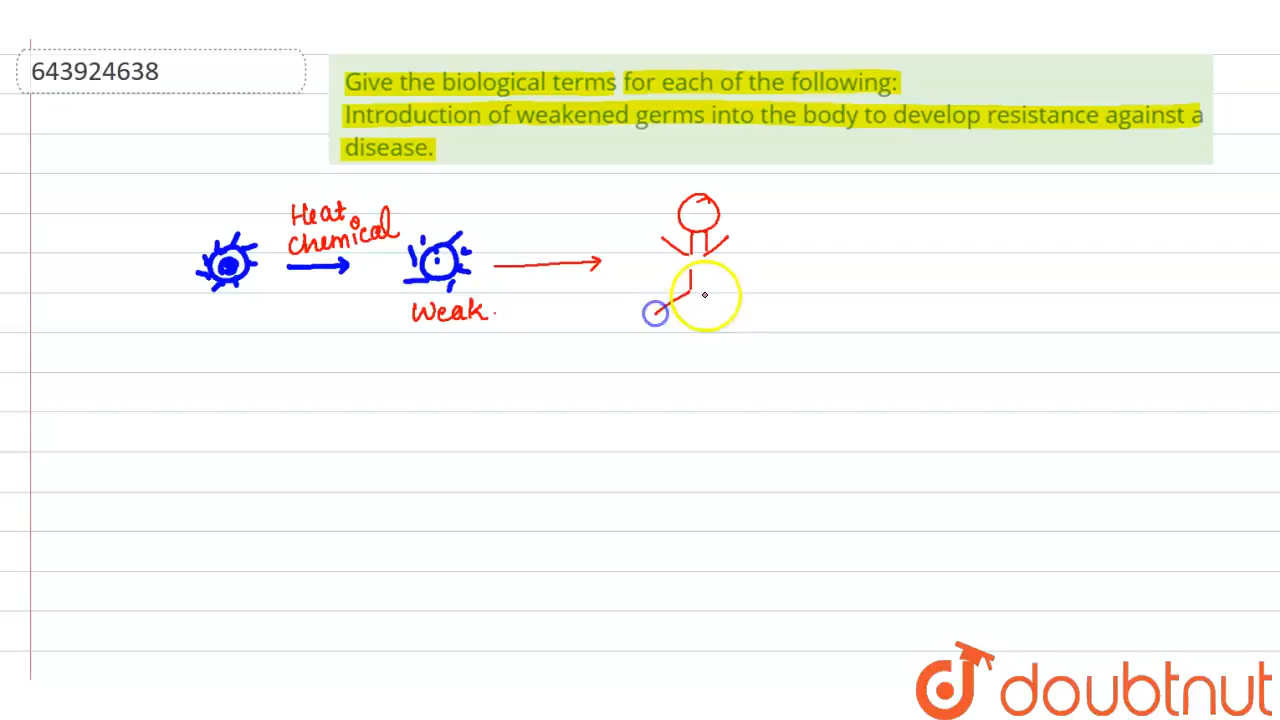 643924638
Give the biological terms for each of the following:
Introduction of weakened germs into the body to develop resistance against a
disease.
Heat
Chemical
Weak.
doubtnut